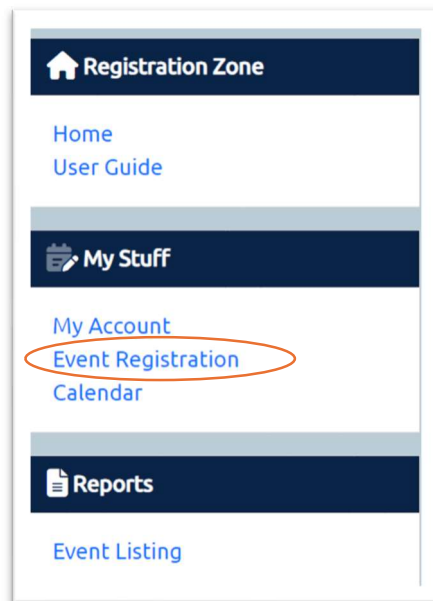 Registration Zone
Home
User Guide
My Stuff
My Account
Event Registration
Calendar
Reports
Event Listing